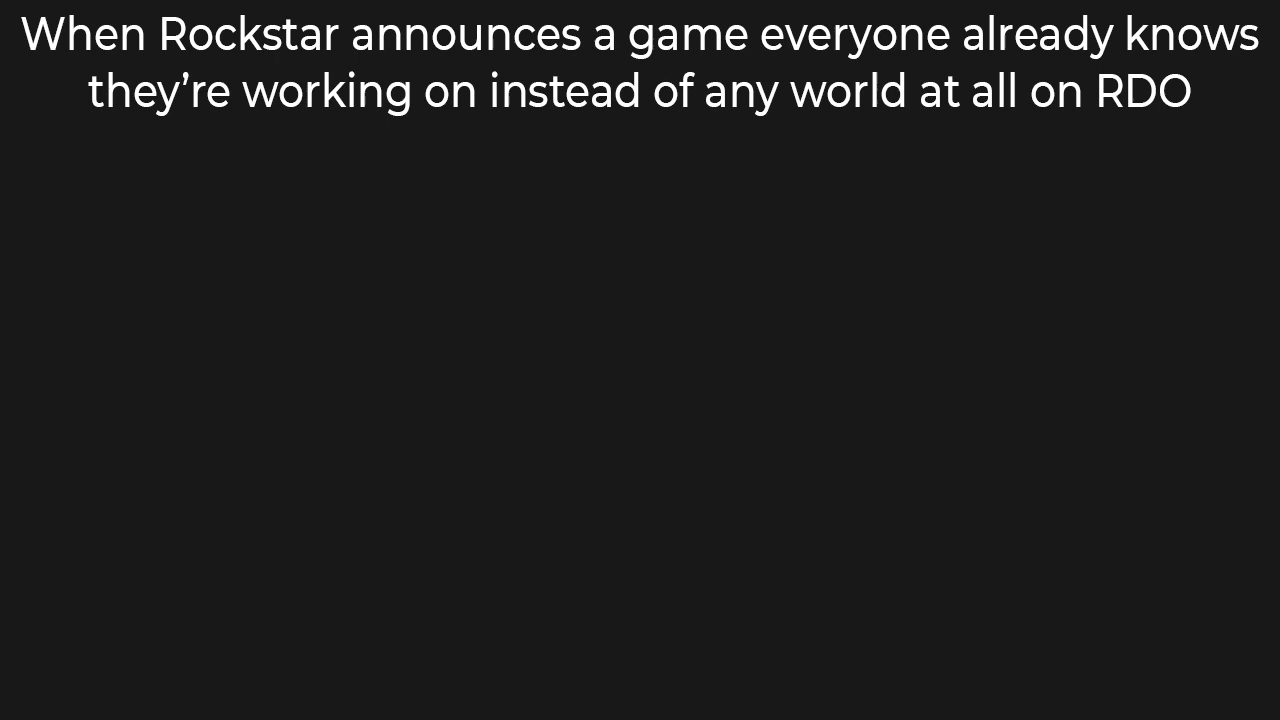 When Rockstar announces a game everyone already knows
they’re working on instead of any world at all on RDO